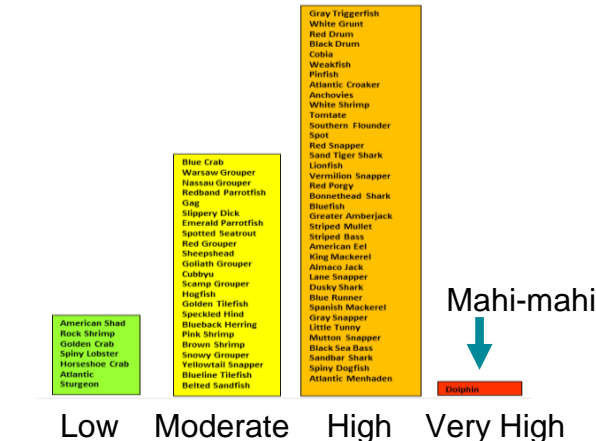 American Shad
Rock Shrimp
Golden Crab
Spiny Lobster
Horseshoe Crab
Atlantic
Sturgeon
Blue Crab
Warsaw Grouper
Nassau Grouper
Redband Parrotfish
Gag
Slippery Dick
Emerald Parrotfish
Spotted Seatrout
Red Grouper
Sheepshead
Goliath Grouper
Cubbyu
Scamp Grouper
Hogfish
Golden Tilefish
Speckled Hind
Blueback Herring
Pink Shrimp
Brown Shrimp
Snowy Grouper
Yellowtail Snapper
Blueline Tilefish
Belted Sandfish
Gray Triggerfish
White Grunt
Red Drum
Black Drum
Cobia
Weakfish
Pinfish
Atlantic Croaker
Anchovies
White Shrimp
Tomtate
Southern Flounder
Spot
Red Snapper
Sand Tiger Shark
Lionfish
Vermilion Snapper
Red Porgy
Bonnethead Shark
Bluefish
Greater Amberjack
Striped Mullet
Striped Bass
American Eel
King Mackerel
Almaco Jack
Lane Snapper
Dusky Shark
Blue Runner
Spanish Mackerel
Gray Snapper
Little Tunny
Mutton Snapper
Black Sea Bass
Sandbar Shark
Spiny Dogfish
Atlantic Menhaden
Mahi-mahi
Dolphin
Low Moderate High Very High